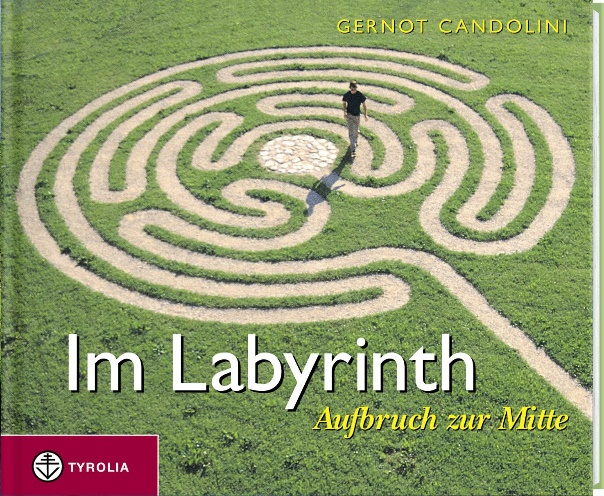 GERNOT CANDOLINI
Im Labyrinth
Aufbruch zur Mitte
TYROLIA